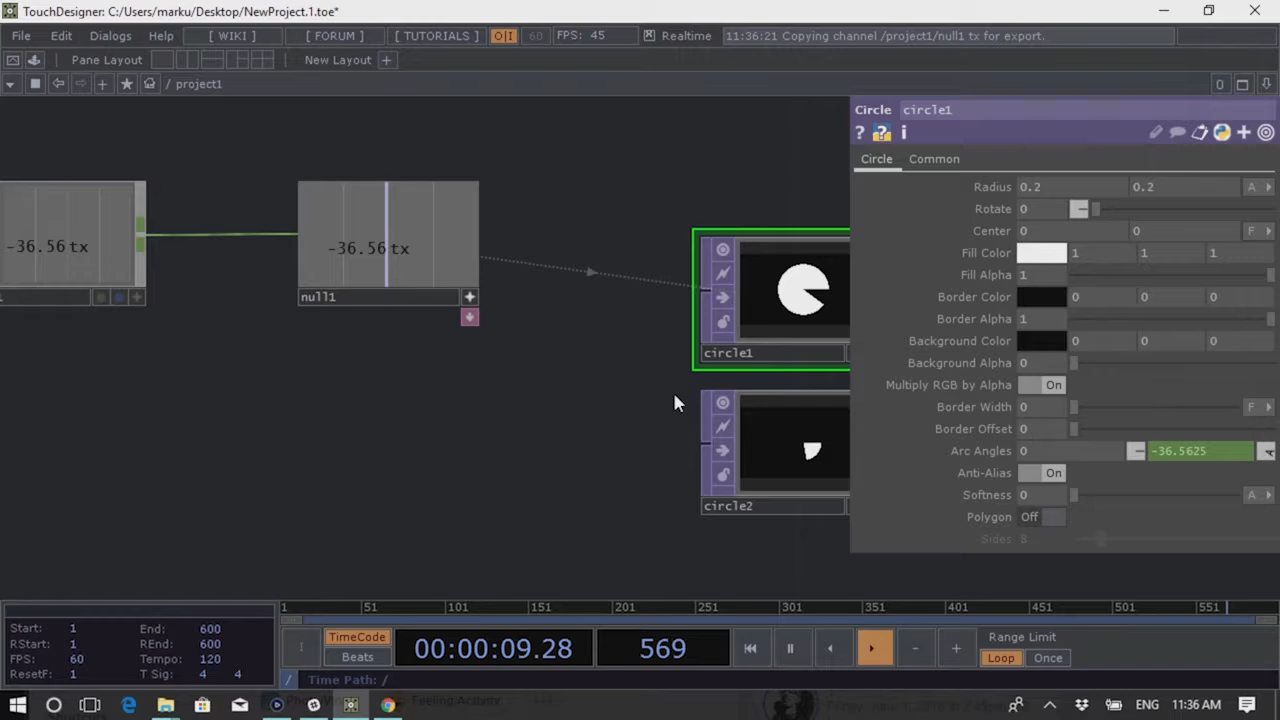 TouchDesigner: C:/Users/marku/Desktop/NewProject.1.toe*
File Edit Dialogs Help [ WIKI ] [ FORUM ] [ TUTORIALS ] O|I 60 FPS: 45 Realtime 11:36:21 Copying channel /project1/null1 tx for export.
Pane Layout New Layout +
/ project1 0
Circle circle1
? ? i
Circle Common
Radius 0.2 0.2 A
Rotate 0
Center 0 0 F
Fill Color 1 1 1
Fill Alpha 1
Border Color 0 0 0
Border Alpha 1
Background Color 0 0 0
Background Alpha 0
Multiply RGB by Alpha On
Border Width 0 F
Border Offset 0
Arc Angles 0 -36.5625
Anti-Alias On
Softness 0 A
Polygon Off
Sides 8
-36.56 tx
-36.56 tx
null1
circle1
circle2
1 51 101 151 201 251 301 351 401 451 501 551
Start: 1 End: 600
RStart: 1 REnd: 600
FPS: 60 Tempo: 120
ResetF: 1 T Sig: 4 4
TimeCode
Beats
00:00:09.28 569
Range Limit
Loop Once
/ Time Path: /
Feeling Activity
ENG 11:36 AM